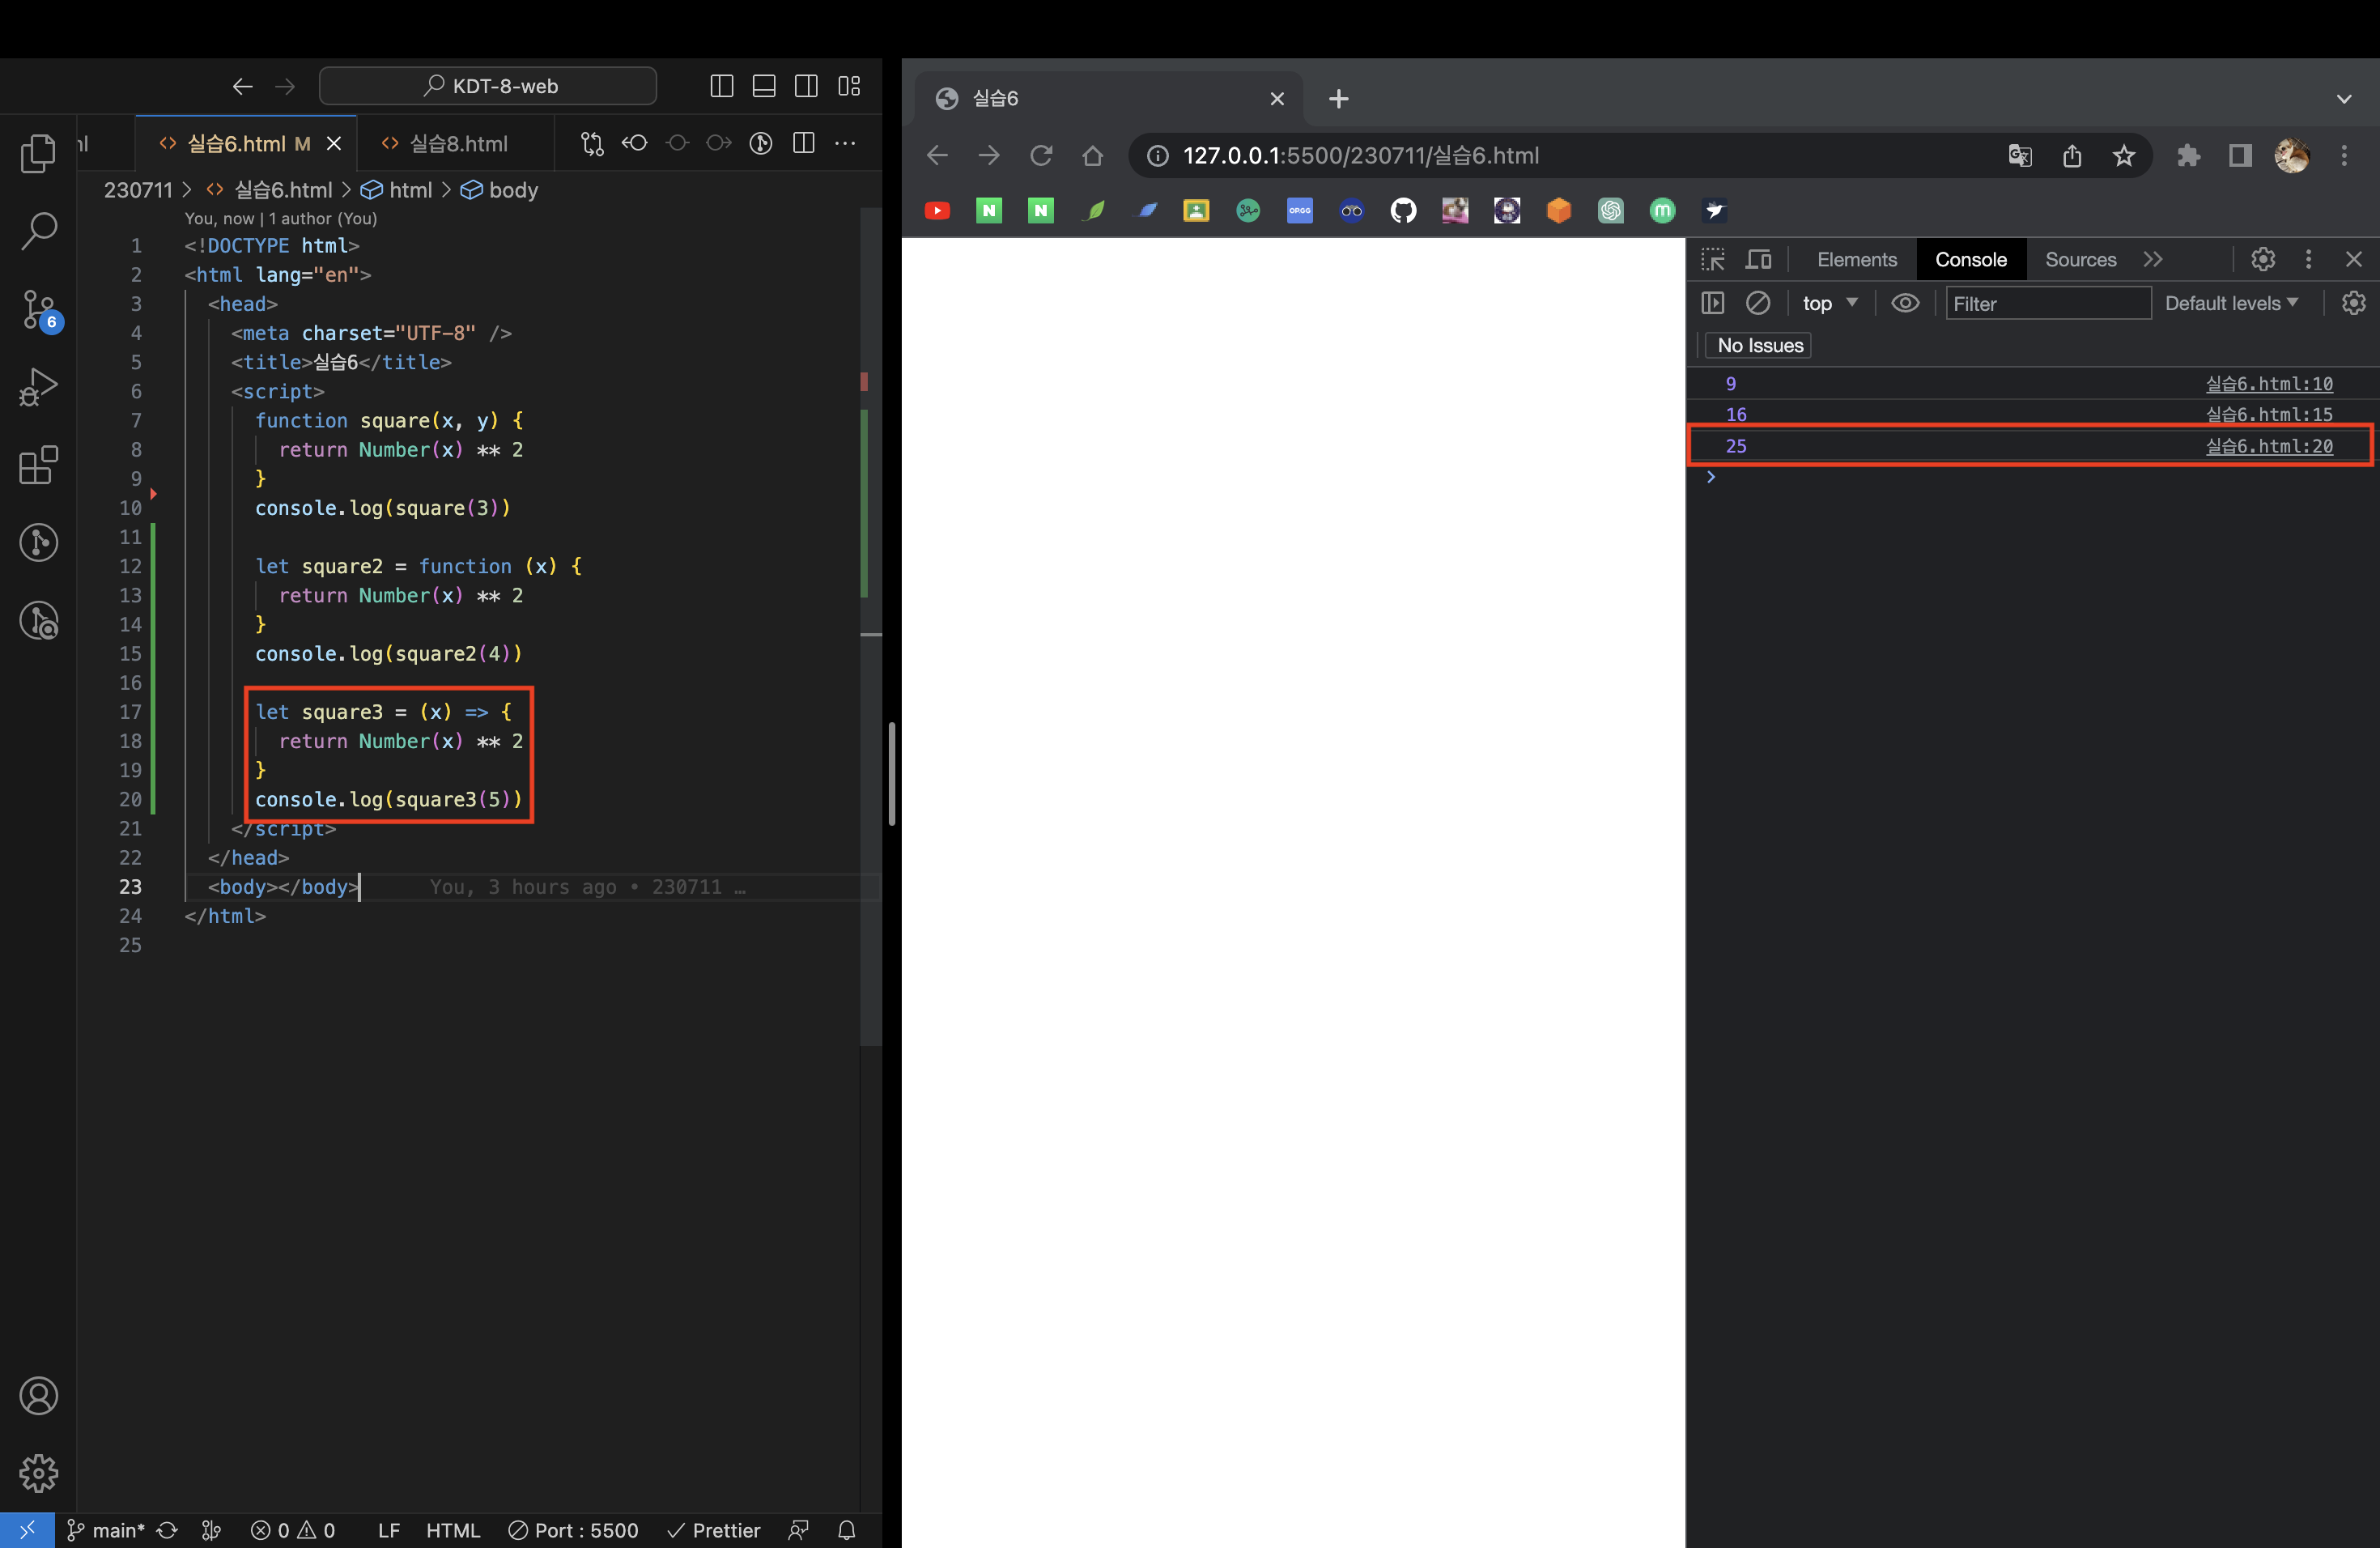 KDT-8-web
실습6.html M
실습8.html
230711 > 실습6.html > html > body
You, now | 1 author (You)
1 <!DOCTYPE html>
2 <html lang="en">
3 <head>
4 <meta charset="UTF-8" />
5 <title>실습6</title>
6 <script>
7 function square(x, y) {
8 return Number(x) ** 2
9 }
10 console.log(square(3))
11
12 let square2 = function (x) {
13 return Number(x) ** 2
14 }
15 console.log(square2(4))
16
17 let square3 = (x) => {
18 return Number(x) ** 2
19 }
20 console.log(square3(5))
21 </script>
22 </head>
23 <body></body> You, 3 hours ago • 230711 …
24 </html>
25
6
main* 0 0 LF HTML Port : 5500 Prettier
실습6
127.0.0.1:5500/230711/실습6.html
N N OP.GG m
Elements Console Sources
top Filter Default levels
No Issues
9 실습6.html:10
16 실습6.html:15
25 실습6.html:20